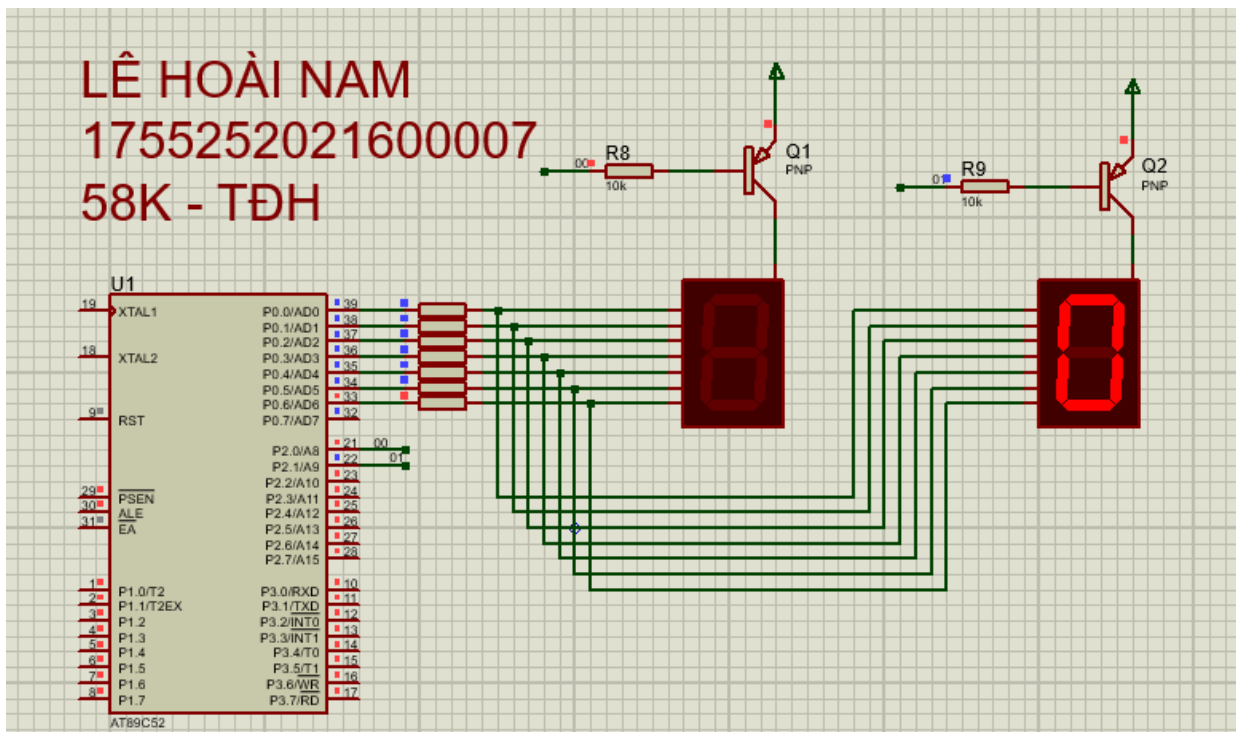 LÊ HOÀI NAM
1755252021600007
58K - TĐH
00
R8
10k
Q1
PNP
01
R9
10k
Q2
PNP
U1
19 XTAL1
18 XTAL2
9 RST
29 PSEN
30 ALE
31 EA
1 P1.0/T2
2 P1.1/T2EX
3 P1.2
4 P1.3
5 P1.4
6 P1.5
7 P1.6
8 P1.7
P0.0/AD0 39
P0.1/AD1 38
P0.2/AD2 37
P0.3/AD3 36
P0.4/AD4 35
P0.5/AD5 34
P0.6/AD6 33
P0.7/AD7 32
P2.0/A8 21 00
P2.1/A9 22 01
P2.2/A10 23
P2.3/A11 24
P2.4/A12 25
P2.5/A13 26
P2.6/A14 27
P2.7/A15 28
P3.0/RXD 10
P3.1/TXD 11
P3.2/INT0 12
P3.3/INT1 13
P3.4/T0 14
P3.5/T1 15
P3.6/WR 16
P3.7/RD 17
AT89C52
0